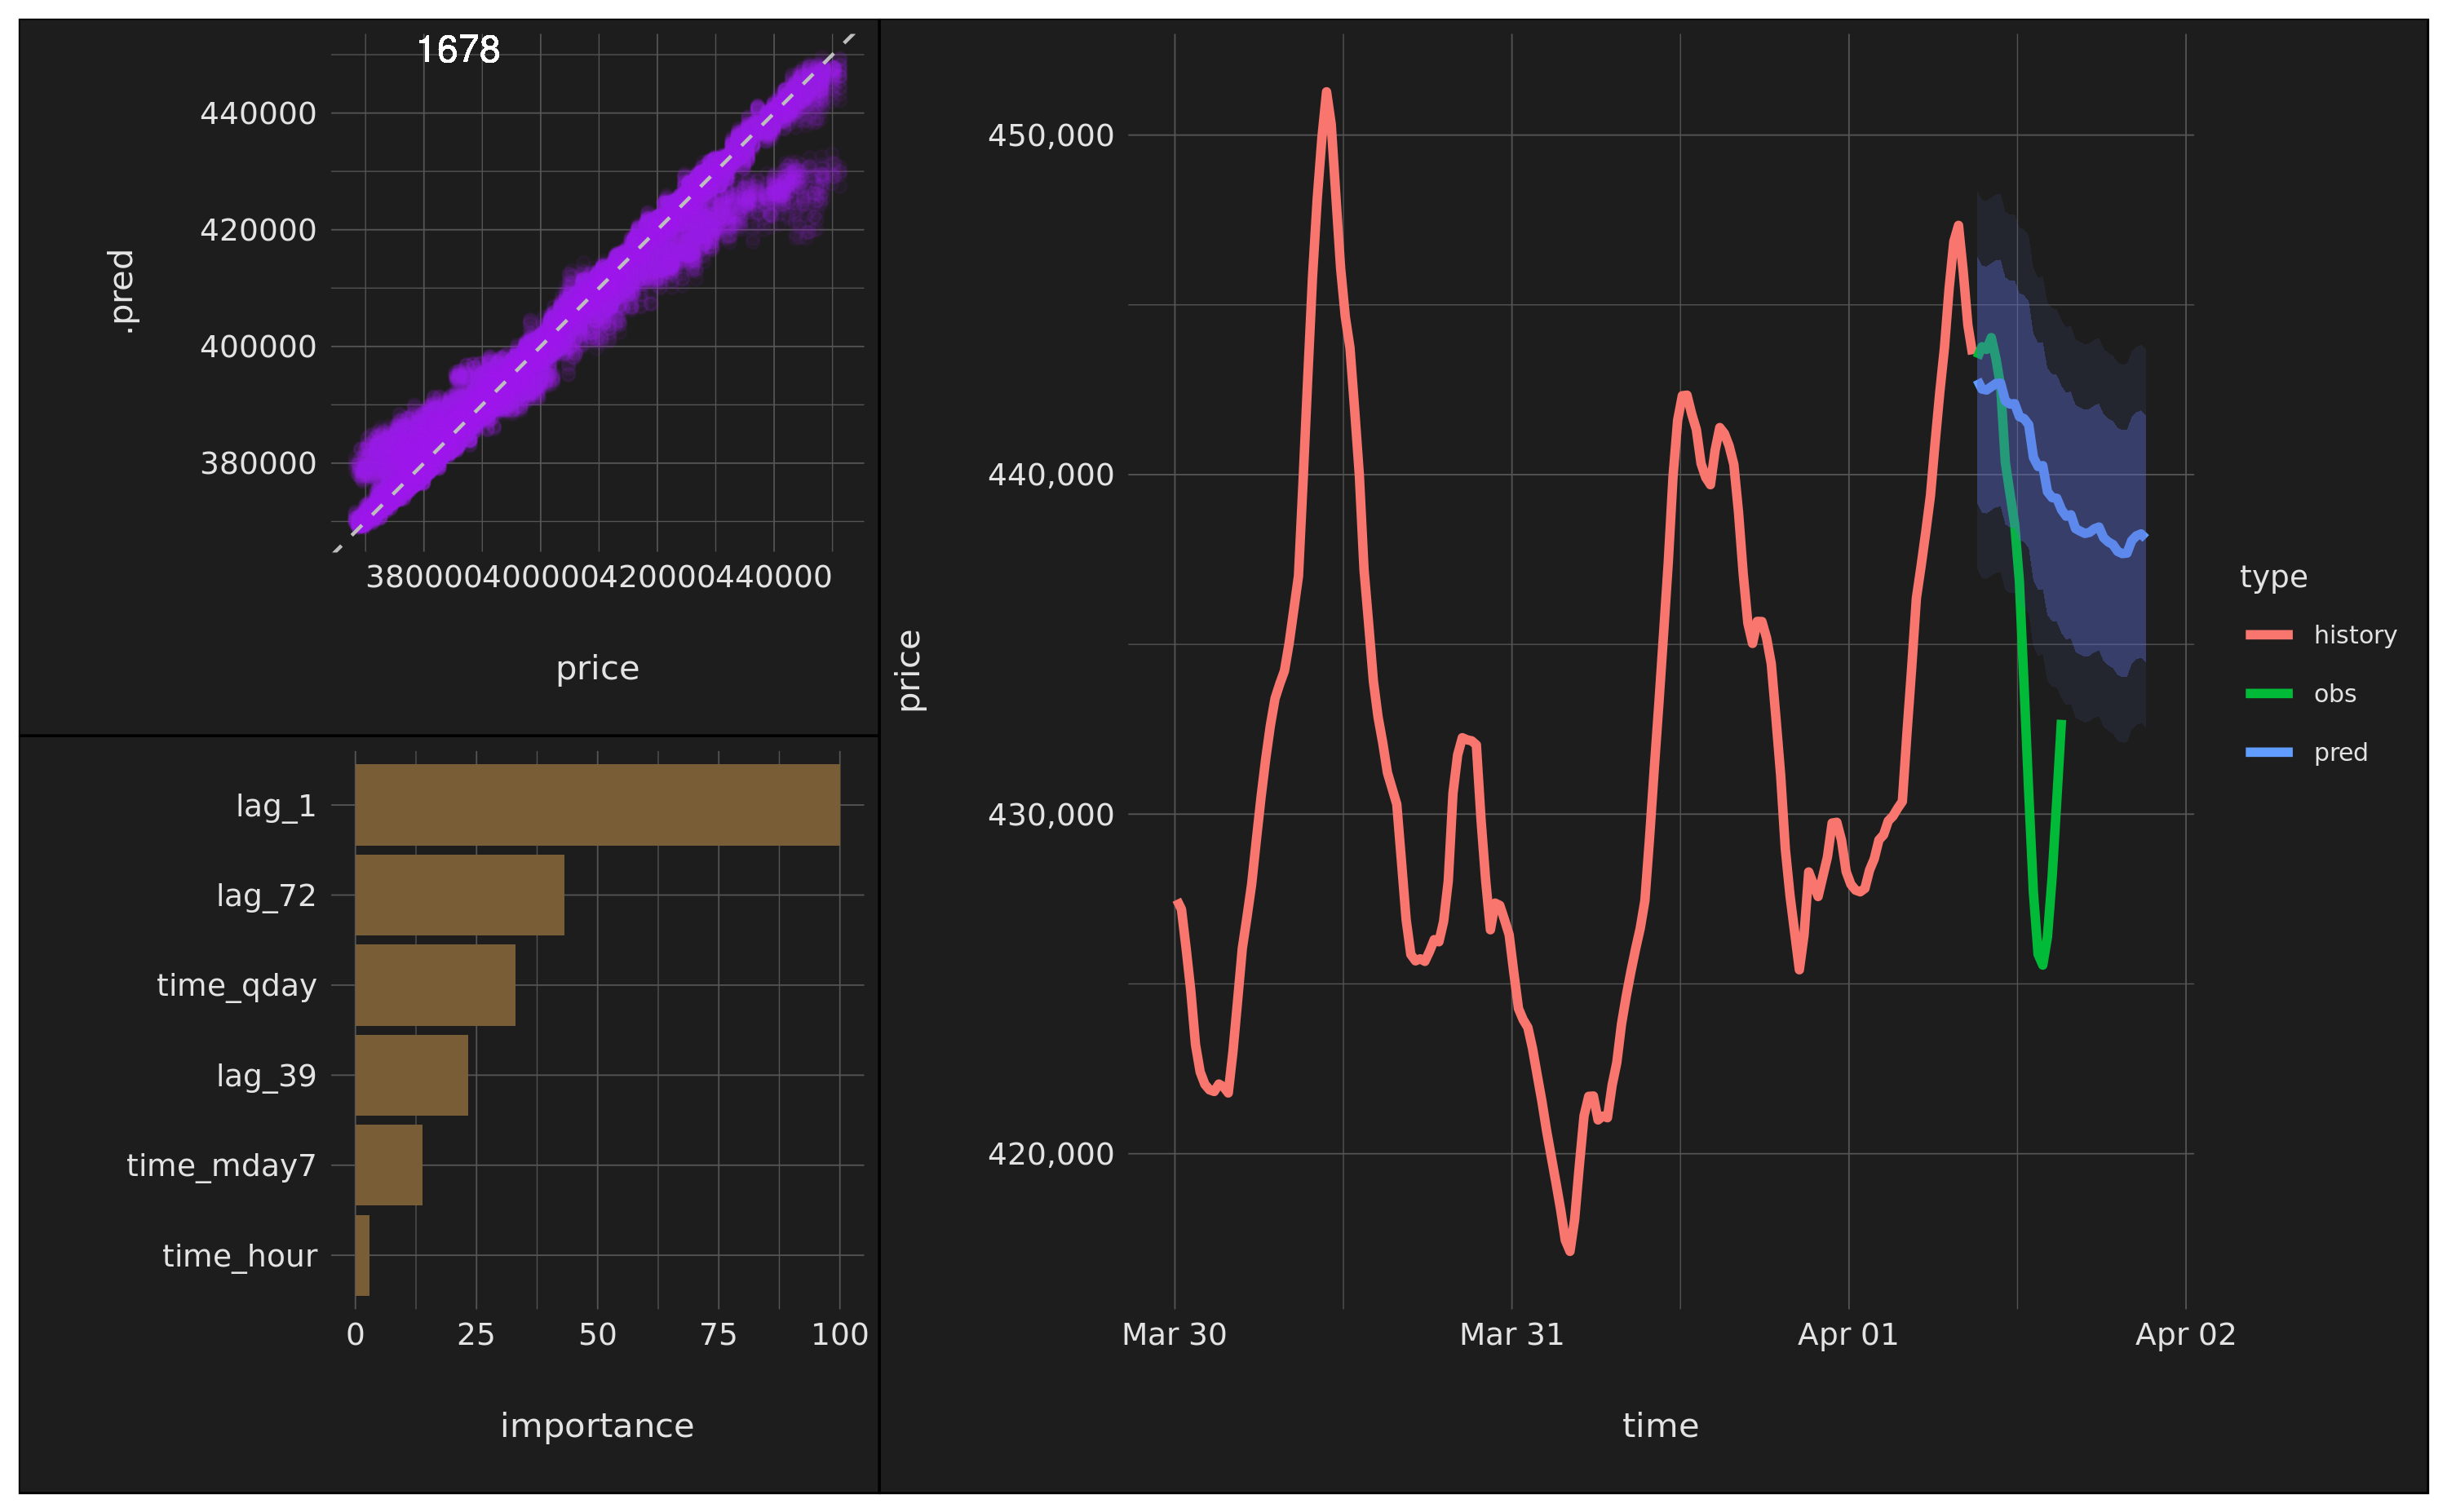 1678
.pred
440000
420000
400000
380000
380000400000420000440000
price
lag_1
lag_72
time_qday
lag_39
time_mday7
time_hour
0 25 50 75 100
importance
price
450,000
440,000
430,000
420,000
Mar 30 Mar 31 Apr 01 Apr 02
time
type
history
obs
pred